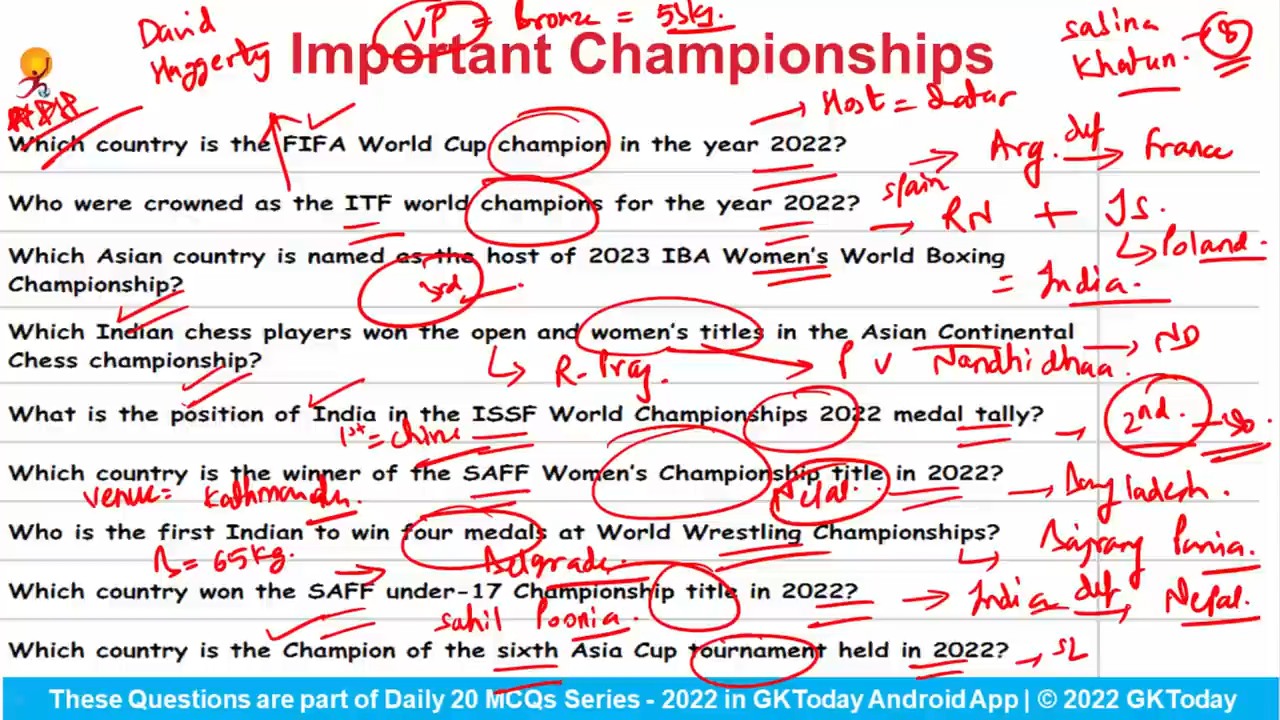 David
Haggerty
VP = Bronze = 53kg.
Sabina
Khatun. - 8
Important Championships
→ Host = Qatar
Which country is the FIFA World Cup champion in the year 2022?
→ Arg. def → France
Who were crowned as the ITF world champions for the year 2022?
spain
→ RN + IS.
↳ Poland.
Which Asian country is named as the host of 2023 IBA Women's World Boxing
Championship?
3rd
= India.
Which Indian chess players won the open and women's titles in the Asian Continental
Chess championship?
→ ND
↳ R. Prag.
P V Nandhidhaa.
What is the position of India in the ISSF World Championships 2022 medal tally?
1st = China
→ 2nd.
Which country is the winner of the SAFF Women's Championship title in 2022?
venue = Kathmandu.
Nepal.
→ Bangladesh.
Who is the first Indian to win four medals at World Wrestling Championships?
B = 65kg.
Belgrade.
↳ Bajrang Punia.
Which country won the SAFF under-17 Championship title in 2022?
→ India def → Nepal.
sahil Poonia.
Which country is the Champion of the sixth Asia Cup tournament held in 2022?
→ SL
These Questions are part of Daily 20 MCQs Series - 2022 in GKToday Android App | © 2022 GKToday